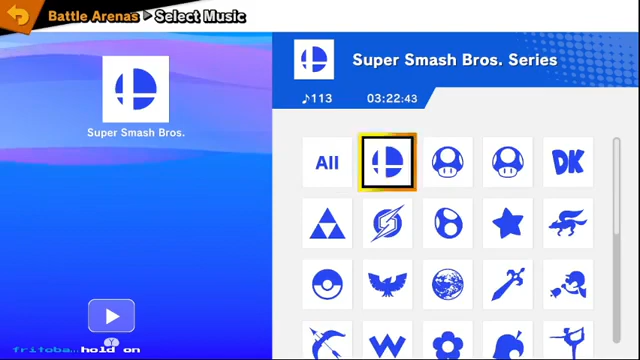 Battle Arenas ▶ Select Music
Super Smash Bros. Series
♪113 03:22:43
Super Smash Bros.
All
DK
W
Y
fritoba...hold on